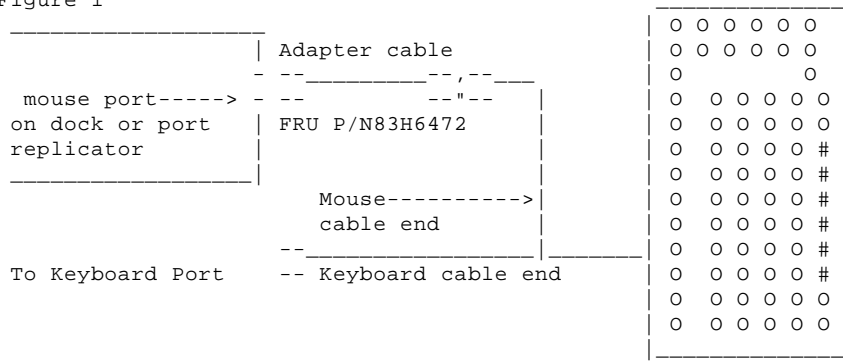 Figure 1
O O O O O O
Adapter cable O O O O O O
O O
mouse port-----> O O O O O O
on dock or port FRU P/N83H6472 O O O O O O
replicator O O O O O #
O O O O O #
Mouse----------> O O O O O #
cable end O O O O O #
O O O O O #
To Keyboard Port -- Keyboard cable end O O O O O #
O O O O O O
O O O O O O